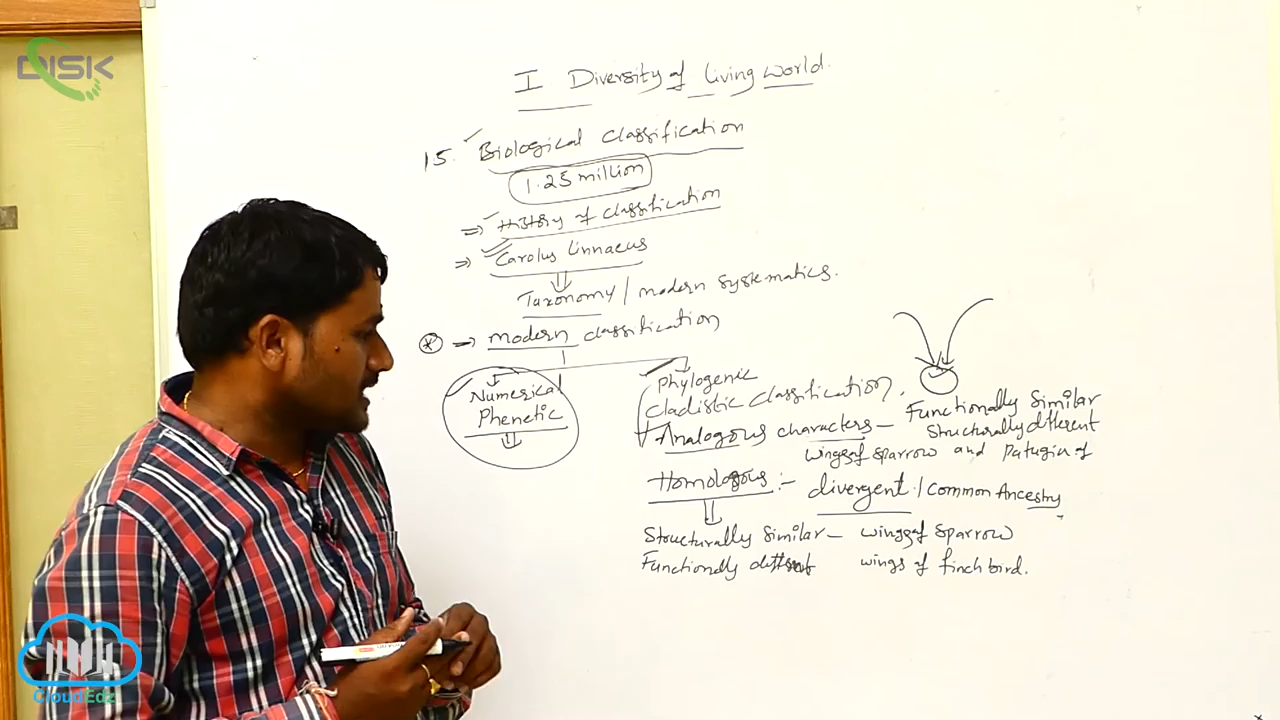 DISK
I. Diversity of living world.
15. Biological classification
1.25 million
⇒ History of classification
⇒ Carolus linnaeus
Taxonomy / modern systematics.
* → modern classification
Numerical
Phenetic
Phylogenic
Cladistic Classification.
Analogous characters – Functionally Similar
Structurally different
wings of sparrow and Patagia of
Homologous :- divergent / Common Ancestry
Structurally Similar – wings of sparrow
Functionally different wings of finch bird.
CloudEdz